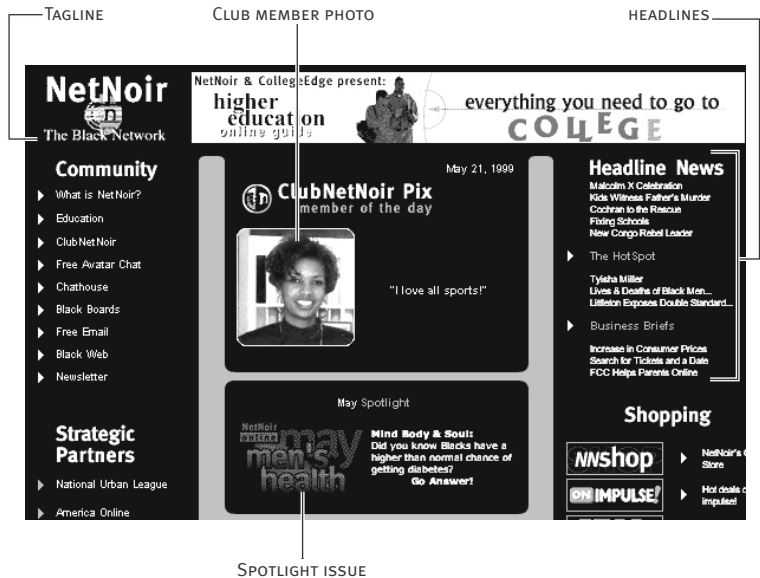 TAGLINE
CLUB MEMBER PHOTO
HEADLINES
NetNoir
n
The Black Network
NetNoir & CollegeEdge present:
higher
education
online guide
everything you need to go to
COLLEGE
Community
What is NetNoir?
Education
ClubNetNoir
Free Avatar Chat
Chathouse
Black Boards
Free Email
Black Web
Newsletter
Strategic
Partners
National Urban League
America Online
May 21, 1999
n ClubNetNoir Pix
member of the day
"I love all sports!"
May Spotlight
NetNoir
online
may
men's
health
Mind Body & Soul:
Did you know Blacks have a
higher than normal chance of
getting diabetes?
Go Answer!
Headline News
Malcolm X Celebration
Kids Witness Father's Murder
Cochran to the Rescue
Fixing Schools
New Congo Rebel Leader
The HotSpot
Tyisha Miller
Lives & Deaths of Black Men...
Littleton Exposes Double Standard...
Business Briefs
Increase in Consumer Prices
Search for Tickets and a Date
FCC Helps Parents Online
Shopping
NNshop
NetNoir's
Store
ON IMPULSE!
Hot deals
impulse!
SPOTLIGHT ISSUE